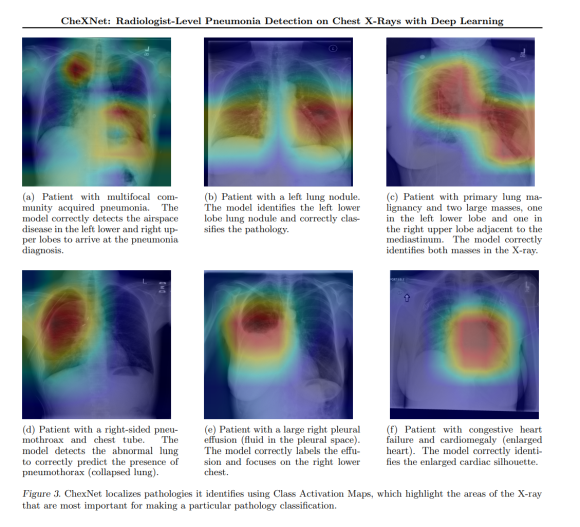 CheXNet: Radiologist-Level Pneumonia Detection on Chest X-Rays with Deep Learning
(a) Patient with multifocal com-
munity acquired pneumonia. The
model correctly detects the airspace
disease in the left lower and right up-
per lobes to arrive at the pneumonia
diagnosis.
(b) Patient with a left lung nodule.
The model identifies the left lower
lobe lung nodule and correctly clas-
sifies the pathology.
(c) Patient with primary lung ma-
lignancy and two large masses, one
in the left lower lobe and one in
the right upper lobe adjacent to the
mediastinum. The model correctly
identifies both masses in the X-ray.
(d) Patient with a right-sided pneu-
mothroax and chest tube. The
model detects the abnormal lung
to correctly predict the presence of
pneumothorax (collapsed lung).
(e) Patient with a large right pleural
effusion (fluid in the pleural space).
The model correctly labels the effu-
sion and focuses on the right lower
chest.
(f) Patient with congestive heart
failure and cardiomegaly (enlarged
heart). The model correctly identi-
fies the enlarged cardiac silhouette.
Figure 3. ChexNet localizes pathologies it identifies using Class Activation Maps, which highlight the areas of the X-ray
that are most important for making a particular pathology classification.